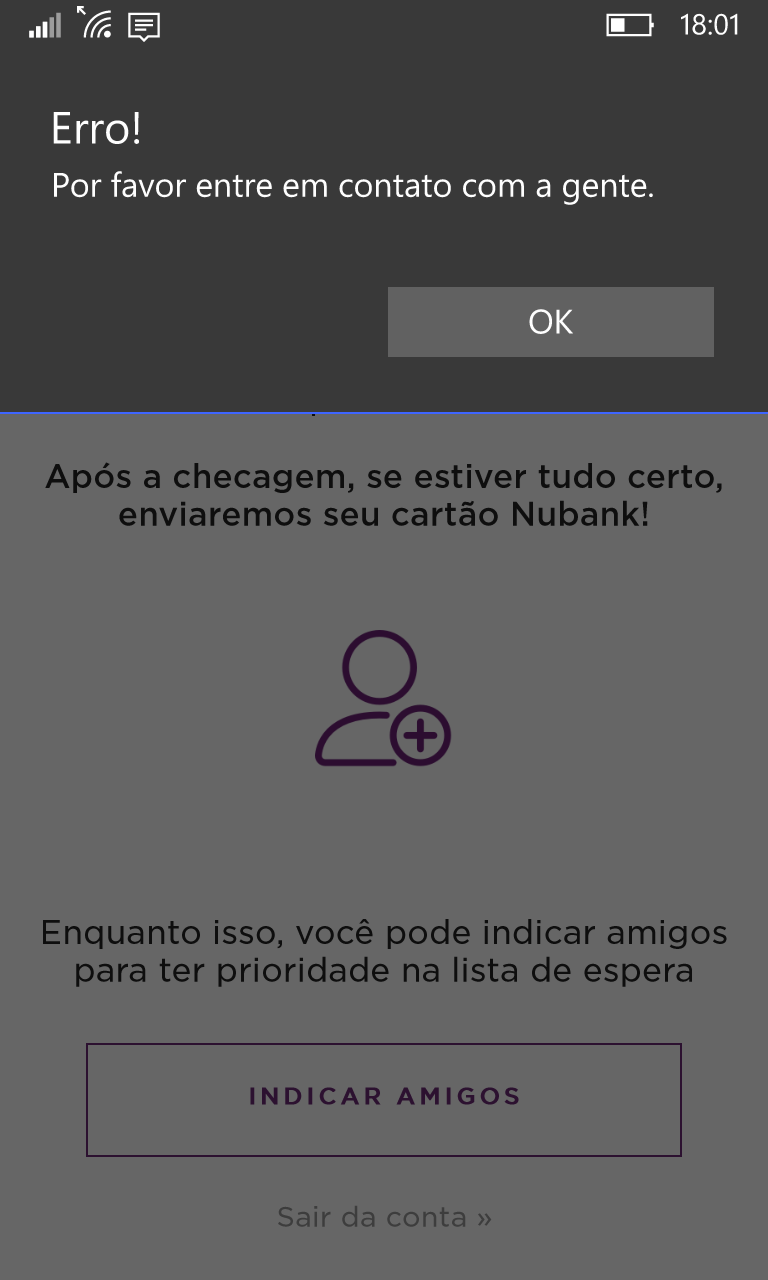 18:01
Erro!
Por favor entre em contato com a gente.
OK
Após a checagem, se estiver tudo certo,
enviaremos seu cartão Nubank!
Enquanto isso, você pode indicar amigos
para ter prioridade na lista de espera
INDICAR AMIGOS
Sair da conta »